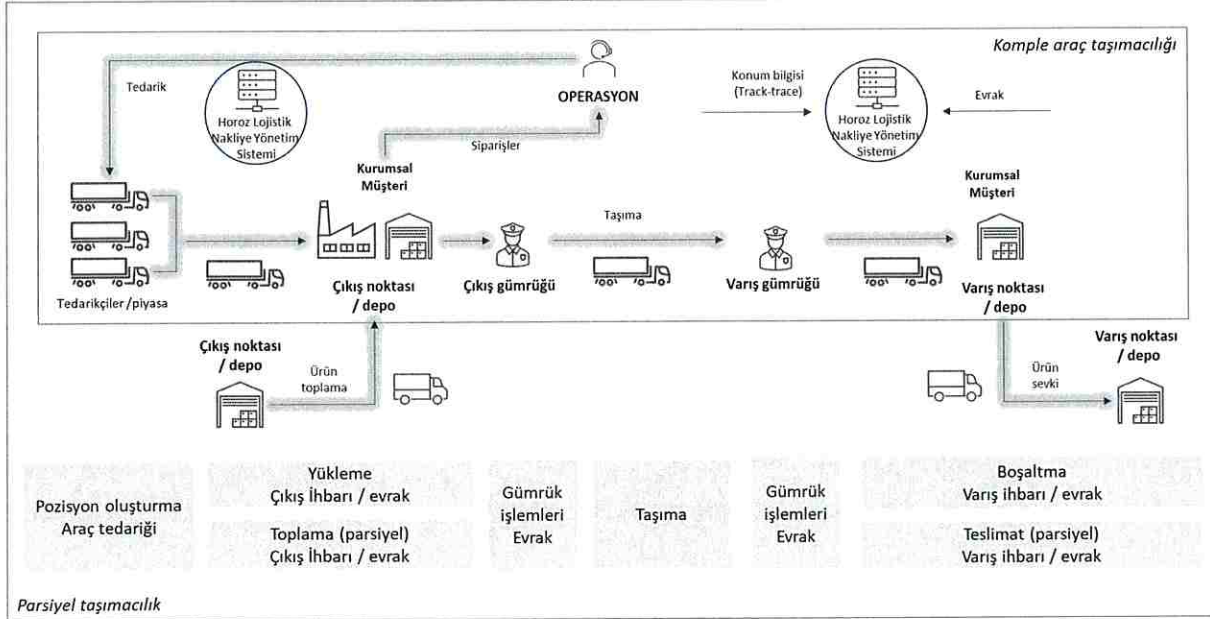 Komple araç taşımacılığı
Tedarik
Horoz Lojistik
Nakliye Yönetim
Sistemi
OPERASYON
Siparişler
Konum bilgisi
(Track-trace)
Horoz Lojistik
Nakliye Yönetim
Sistemi
Evrak
Kurumsal
Müşteri
Kurumsal
Müşteri
Taşıma
Tedarikçiler /piyasa
Çıkış noktası
/ depo
Çıkış gümrüğü
Varış gümrüğü
Varış noktası
/ depo
Çıkış noktası
/ depo
Ürün
toplama
Ürün
sevki
Varış noktası
/ depo
Pozisyon oluşturma
Araç tedariği
Yükleme
Çıkış İhbarı / evrak
Toplama (parsiyel)
Çıkış İhbarı / evrak
Gümrük
işlemleri
Evrak
Taşıma
Gümrük
işlemleri
Evrak
Boşaltma
Varış ihbarı / evrak
Teslimat (parsiyel)
Varış ihbarı / evrak
Parsiyel taşımacılık